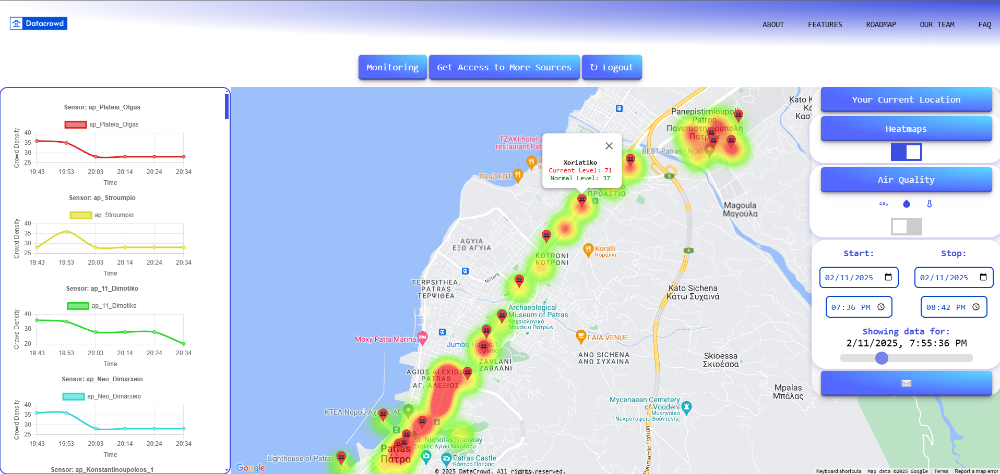 Datacrowd
ABOUT
FEATURES
ROADMAP
OUR TEAM
FAQ
Monitoring
Get Access to More Sources
↻ Logout
Sensor: ap_Plateia_Olgas
ap_Plateia_Olgas
Crowd Density
40
35
30
25
19:43 19:53 20:03 20:14 20:24 20:34
Time
Sensor: ap_Stroumpio
ap_Stroumpio
Crowd Density
40
35
30
25
19:43 19:53 20:03 20:14 20:24 20:34
Time
Sensor: ap_11_Dimotiko
ap_11_Dimotiko
Crowd Density
40
30
20
19:43 19:53 20:03 20:14 20:24 20:34
Time
Sensor: ap_Neo_Dimarxeio
ap_Neo_Dimarxeio
Crowd Density
40
35
30
25
19:43 19:53 20:03 20:14 20:24 20:34
Time
Sensor: ap_Konstantinoupoleos_1
Kato K
Panepistimioupoli
Patron
Πανεπιστημιούπολη
TZAKI hotel a
restaurant,Pat
BEST Patras - NGO
Xoriatiko
Current Level: 71
Normal Level: 37
Πλαζ ΕΟΤ
ΠΡΟΑΣΤΙΟ
5
Magoula
Μαγούλα
AGYIA
ΕΞΩ ΑΓΥΙΑ
Koralli
Κοράλλι
KOTRONI
ΚΟΤΡΩΝΙ
5
Notara
TERPSITHEA,
PATRAS
ΤΕΡΨΙΘΕΑ
Kato Sichena
Κάτω Συχαινά
Archaeological
Museum of Patras
Αρχαιολογικό
Μουσείο Πατρών
Moxy Patra Marina
Jumbo Πάτρα 1
JUMBO
ΓΑΙΑ VENUE
ZAVLANI
ΖΑΒΛΑΝΙ
ANO SICHENA
ΑΝΩ ΣΥΧΑΙΝΑ
Skioessa
Σκιοέσσα
AGIOS ALEXIOS
PATRAS
ΑΓ. ΑΛΕΞΙΟΣ
Mpalas
Μπάλας
Mycenaean Cemetery
of Voudeni
Μυκηναϊκό
Νεκροταφείο Βούντενης
ΚΤΕΛ Νομού Αχαΐας ΑΕ
8
St. Nicholas Stairway
Σκάλες Αγίου Νικολάου
Patras
Πάτρα
Lighthouse of Patras
Patras Castle
Κάστρο Πάτρας
Perimetriki Patron
Google
© 2025 DataCrowd. All rights reserved.
Keyboard shortcuts
Map data ©2025 Google
Terms
Report a map error
Your Current Location
Heatmaps
Air Quality
CO₂
Start:
Stop:
02/11/2025
02/11/2025
07:36 PM
08:42 PM
Showing data for:
2/11/2025, 7:55:36 PM